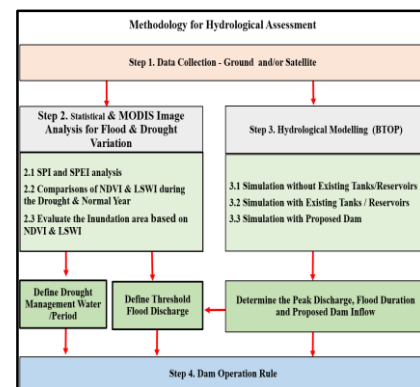 Methodology for Hydrological Assessment
Step 1. Data Collection - Ground and/or Satellite
Step 2. Statistical & MODIS Image
Analysis for Flood & Drought
Variation
2.1 SPI and SPEI analysis
2.2 Comparisons of NDVI & LSWI during
the Drought & Normal Year
2.3 Evaluate the Inundation area based on
NDVI & LSWI
Step 3. Hydrological Modelling (BTOP)
3.1 Simulation without Existing Tanks/Reservoirs
3.2 Simulation with Existing Tanks / Reservoirs
3.3 Simulation with Proposed Dam
Define Drought
Management Water
/Period
Define Threshold
Flood Discharge
Determine the Peak Discharge, Flood Duration
and Proposed Dam Inflow
Step 4. Dam Operation Rule